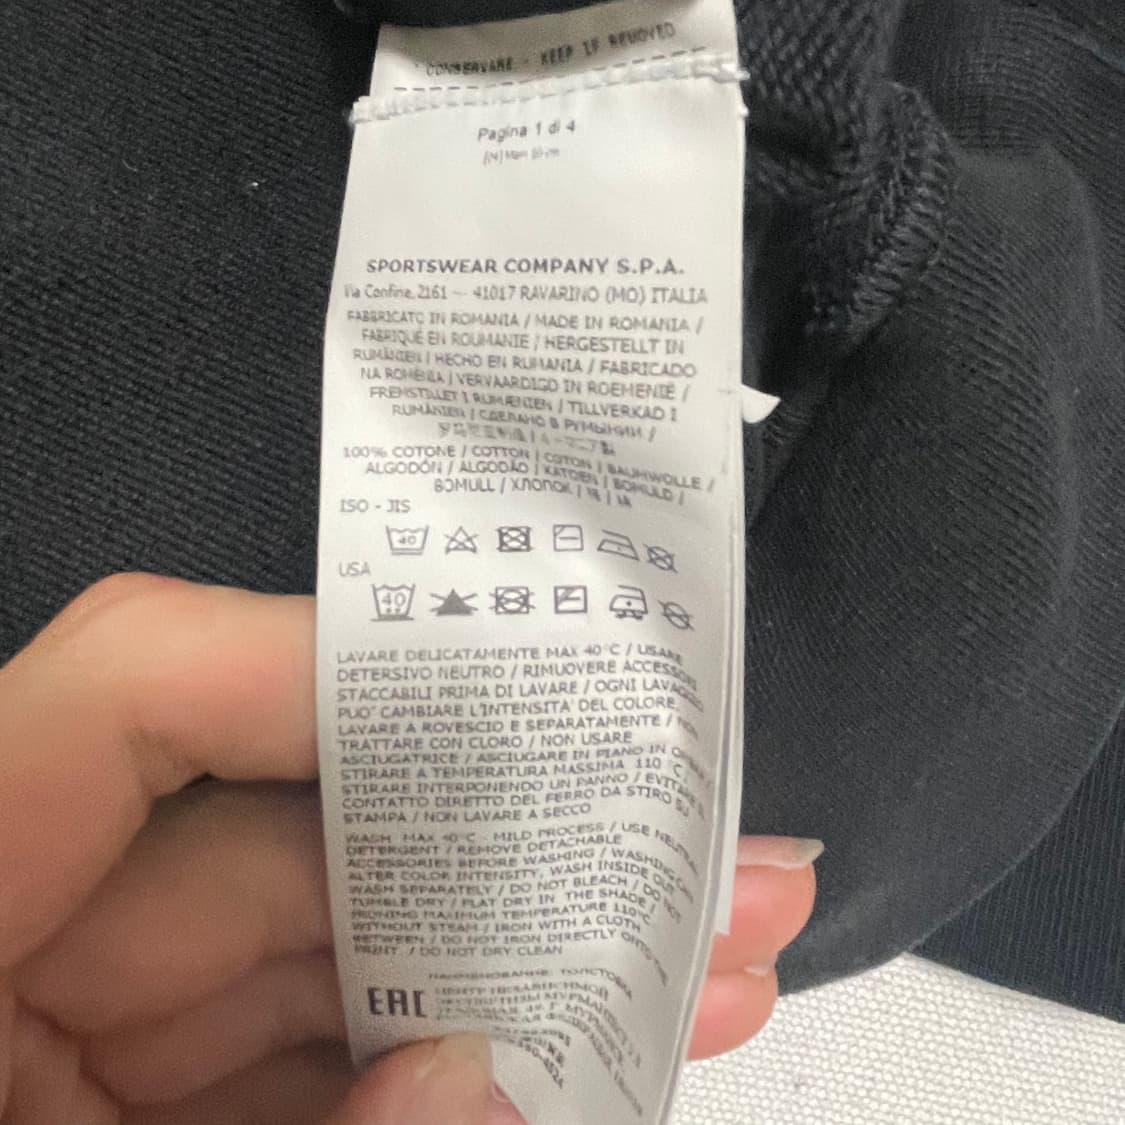 CONSERVARE - KEEP IF REMOVED
Pagina 1 di 4
SPORTSWEAR COMPANY S.P.A.
Via Confine, 2161 -- 41017 RAVARINO (MO) ITALIA
FABBRICATO IN ROMANIA / MADE IN ROMANIA /
FABRIQUÉ EN ROUMANIE / HERGESTELLT IN
RUMÄNIEN / HECHO EN RUMANIA / FABRICADO
NA ROMÉNIA / VERVAARDIGD IN ROEMENIË /
FREMSTILLET I RUMÆNIEN / TILLVERKAD I
RUMÄNIEN / СДЕЛАНО В РУМЫНИИ /
100% COTONE / COTTON / COTON / BAUMWOLLE /
ALGODÓN / ALGODÃO / KATOEN / BOMULD /
BOMULL / ХЛОПОК /
ISO - JIS
40
USA
40
LAVARE DELICATAMENTE MAX 40°C / USARE
DETERSIVO NEUTRO / RIMUOVERE ACCESSORI
STACCABILI PRIMA DI LAVARE / OGNI LAVAGGIO
PUO' CAMBIARE L'INTENSITA' DEL COLORE,
LAVARE A ROVESCIO E SEPARATAMENTE / NON
TRATTARE CON CLORO / NON USARE
ASCIUGATRICE / ASCIUGARE IN PIANO IN
STIRARE A TEMPERATURA MASSIMA 110 °C /
STIRARE INTERPONENDO UN PANNO / EVITARE IL
CONTATTO DIRETTO DEL FERRO DA STIRO SU
STAMPA / NON LAVARE A SECCO
WASH MAX 40°C - MILD PROCESS / USE NEUTRAL
DETERGENT / REMOVE DETACHABLE
ACCESSORIES BEFORE WASHING / WASHING CAN
ALTER COLOR INTENSITY, WASH INSIDE OUT
WASH SEPARATELY / DO NOT BLEACH / DO NOT
TUMBLE DRY / FLAT DRY IN THE SHADE /
IRONING MAXIMUM TEMPERATURE 110°C
WITHOUT STEAM / IRON WITH A CLOTH
BETWEEN / DO NOT IRON DIRECTLY ONTO THE
PRINT / DO NOT DRY CLEAN
EAC